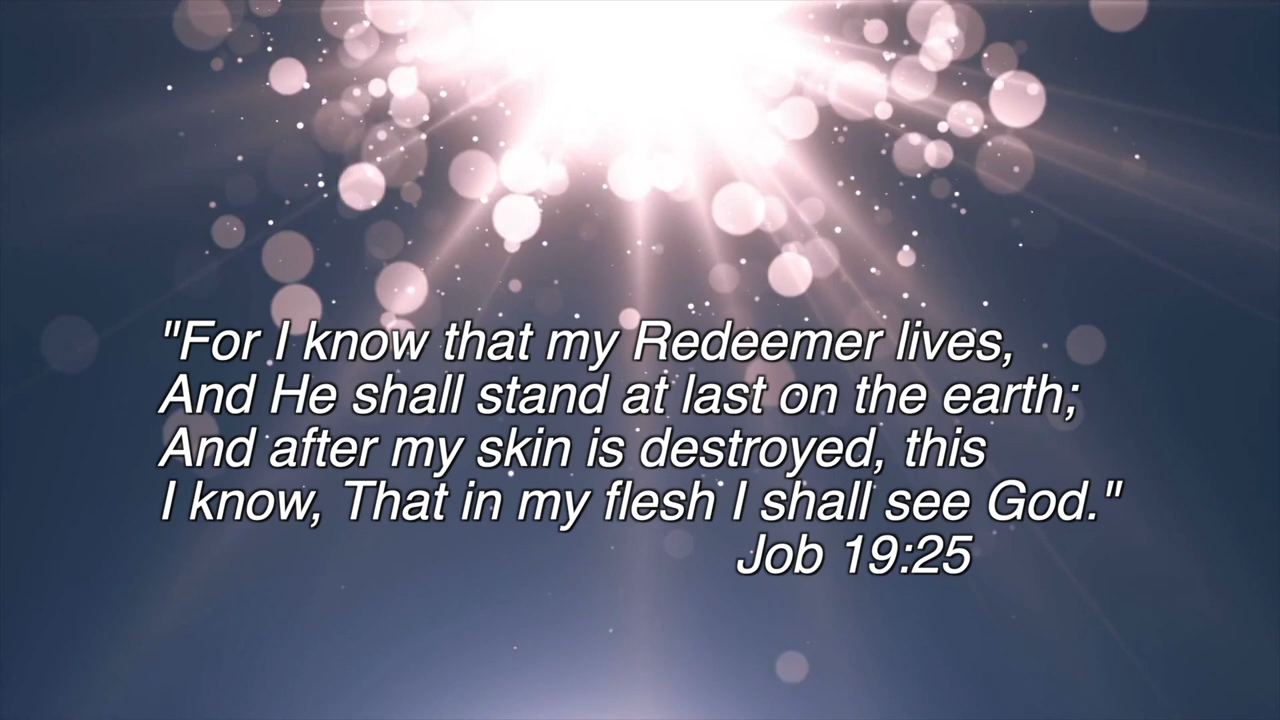 "For I know that my Redeemer lives,
And He shall stand at last on the earth;
And after my skin is destroyed, this
I know, That in my flesh I shall see God."
Job 19:25